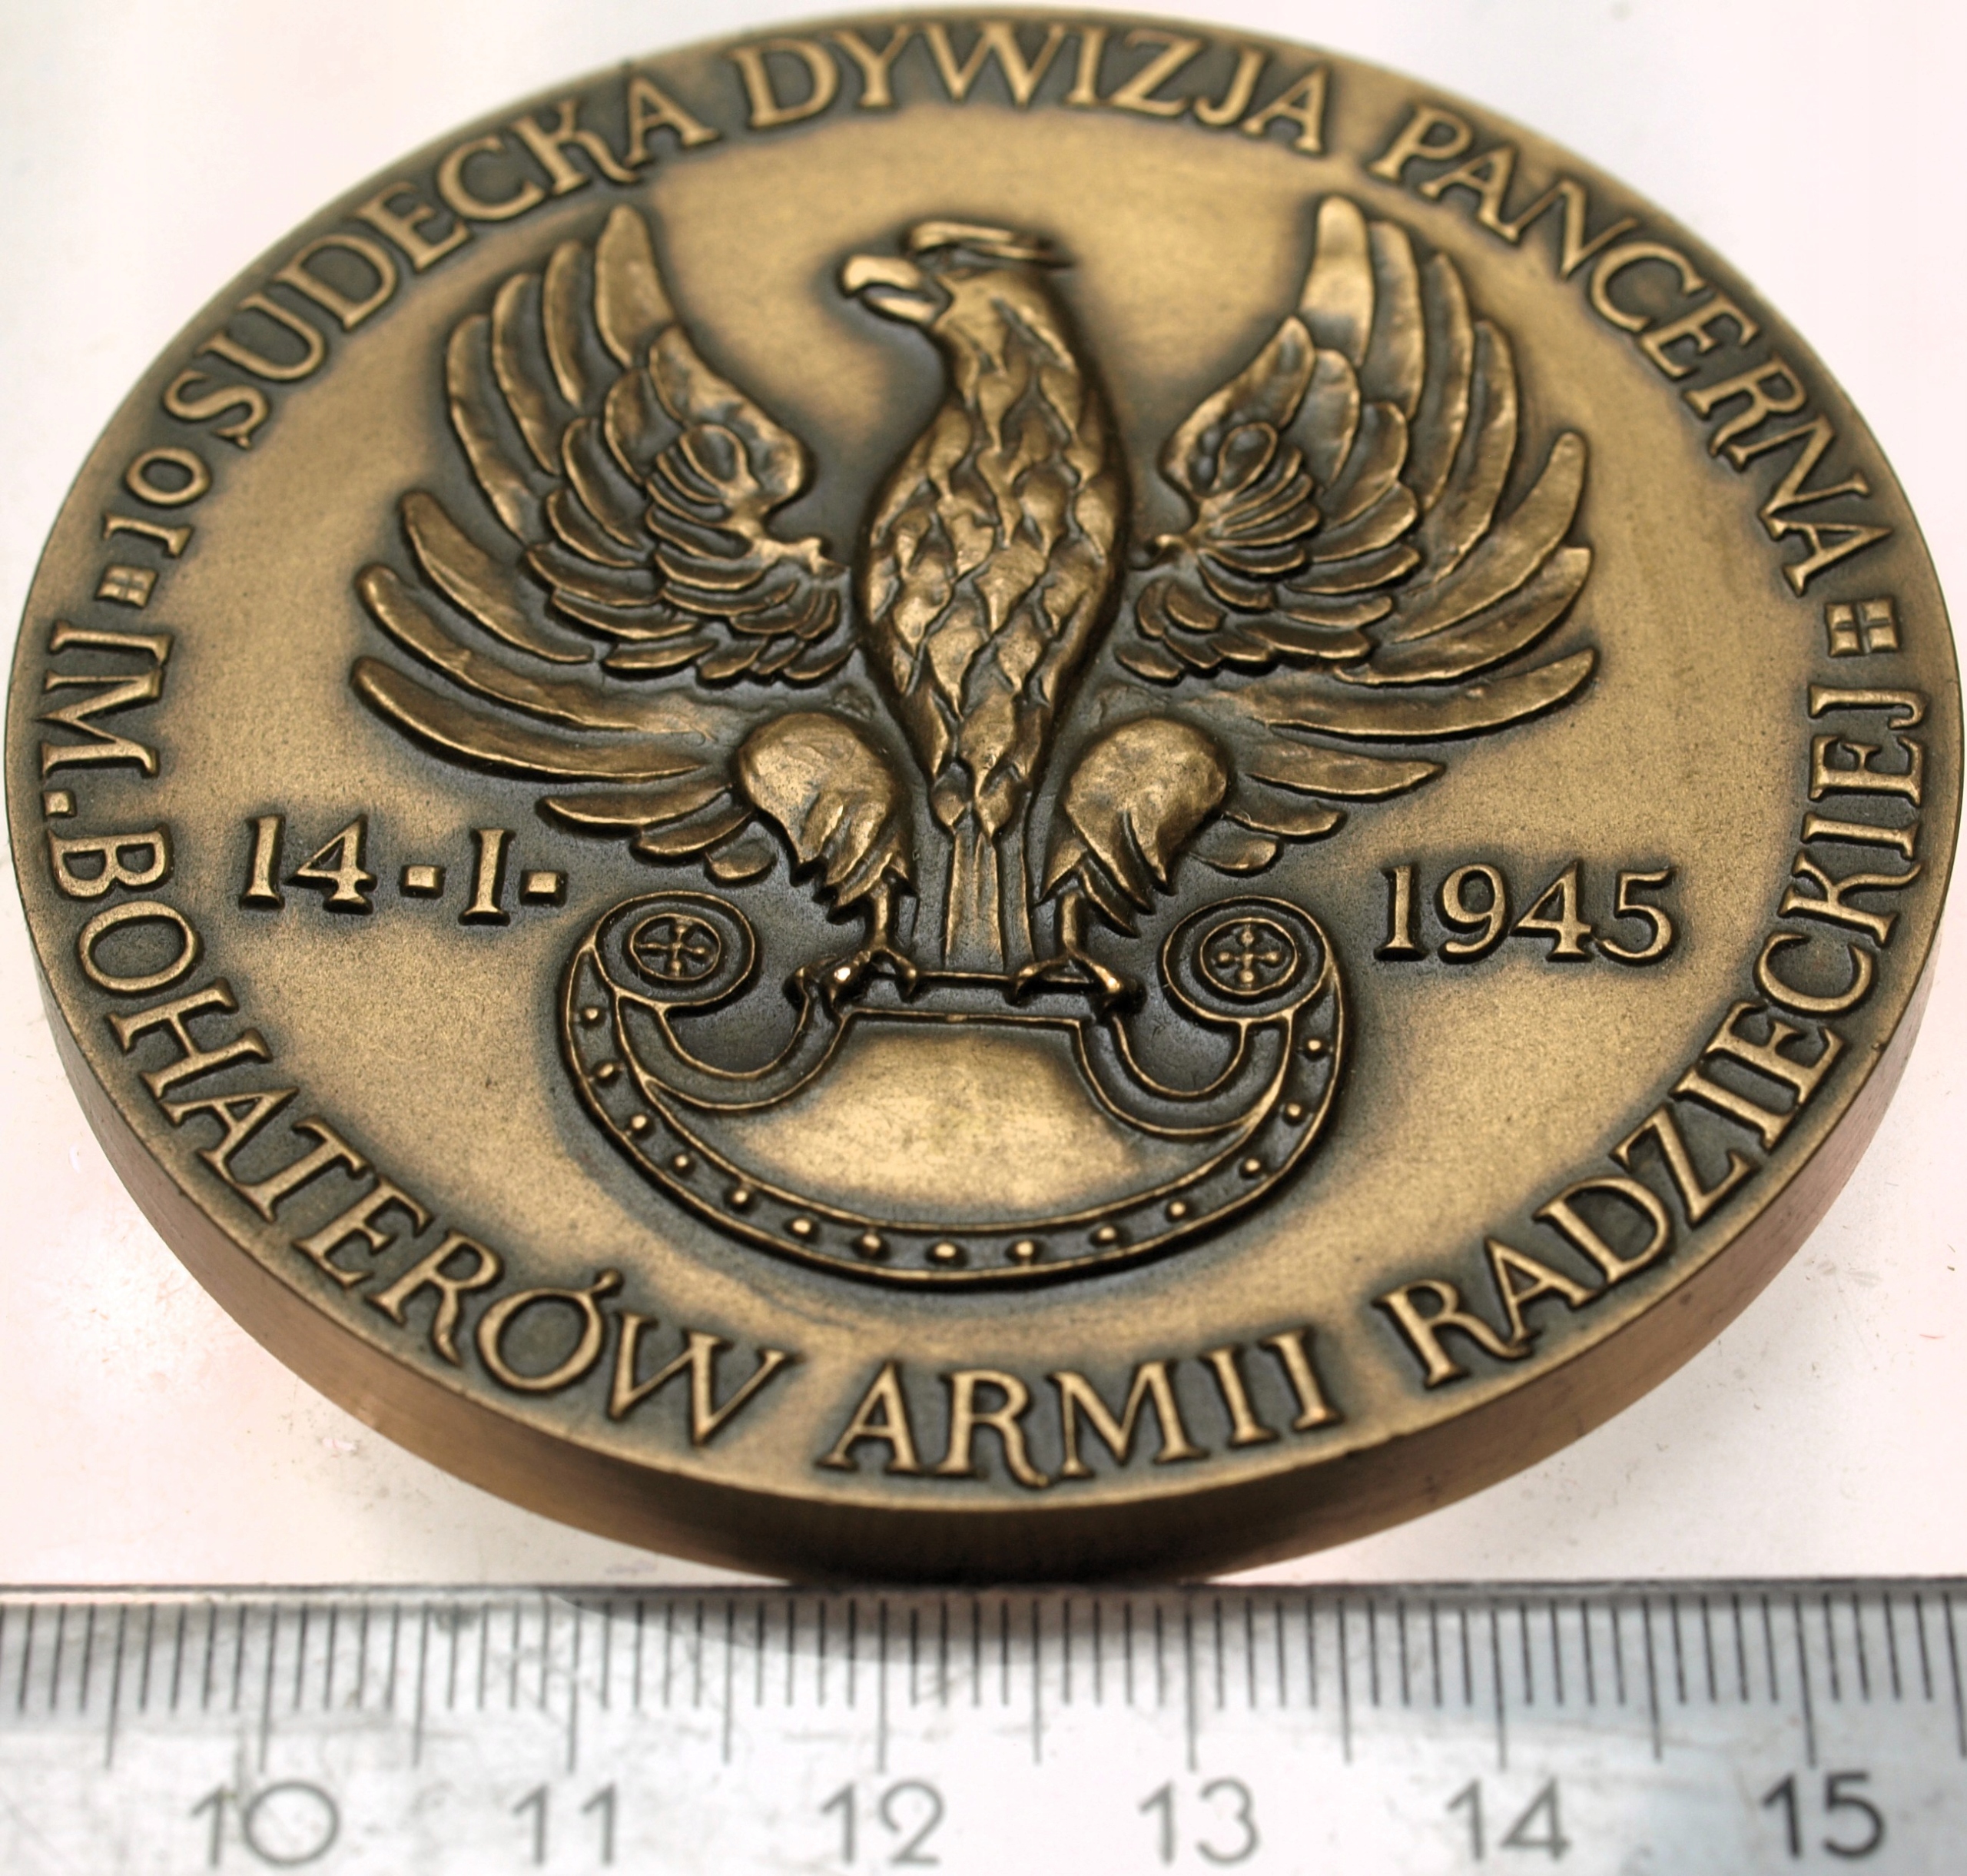 10 SUDECKA DYWIZJA PANCERNA
IM. BOHATERÓW ARMII RADZIECKIEJ
14 · I · 1945
10 11 12 13 14 15